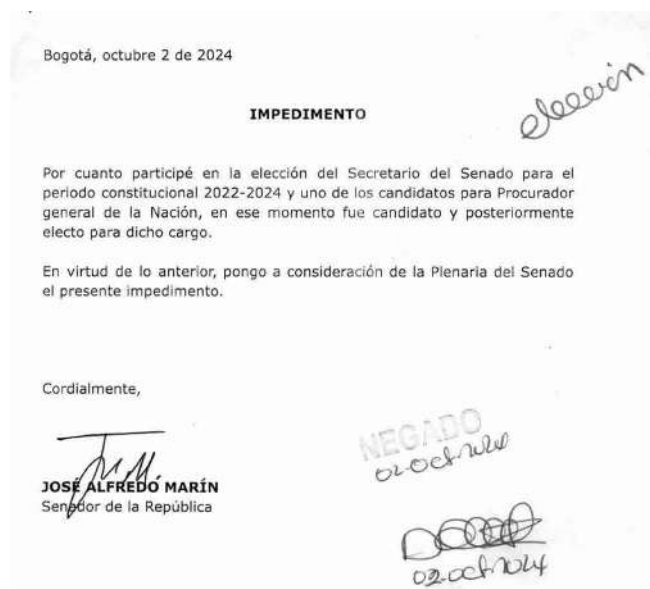 Bogotá, octubre 2 de 2024
IMPEDIMENTO
Por cuanto participé en la elección del Secretario del Senado para el
periodo constitucional 2022-2024 y uno de los candidatos para Procurador
general de la Nación, en ese momento fue candidato y posteriormente
electo para dicho cargo.
En virtud de lo anterior, pongo a consideración de la Plenaria del Senado
el presente impedimento.
Cordialmente,
NEGADO
02-Oct-2024
JOSÉ ALFREDO MARÍN
Senador de la República
02-oct-2024